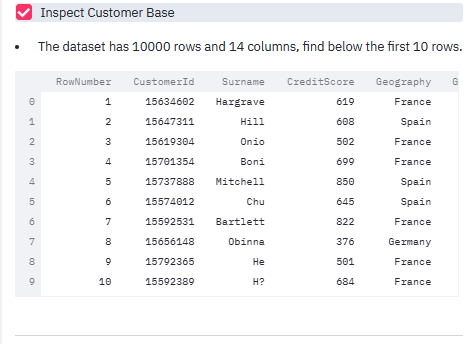 Inspect Customer Base
• The dataset has 10000 rows and 14 columns, find below the first 10 rows.
RowNumber CustomerId Surname CreditScore Geography G
0 1 15634602 Hargrave 619 France
1 2 15647311 Hill 608 Spain
2 3 15619304 Onio 502 France
3 4 15701354 Boni 699 France
4 5 15737888 Mitchell 850 Spain
5 6 15574012 Chu 645 Spain
6 7 15592531 Bartlett 822 France
7 8 15656148 Obinna 376 Germany
8 9 15792365 He 501 France
9 10 15592389 H? 684 France